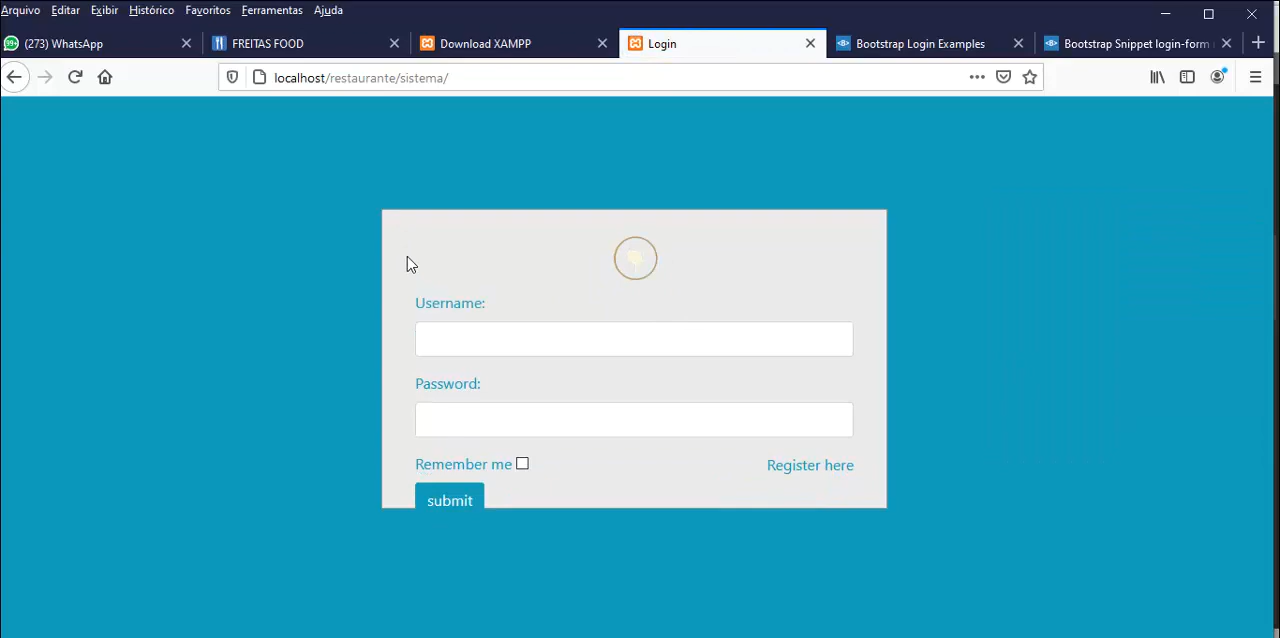 Arquivo Editar Exibir Histórico Favoritos Ferramentas Ajuda
(273) WhatsApp FREITAS FOOD Download XAMPP Login Bootstrap Login Examples Bootstrap Snippet login-form
localhost/restaurante/sistema/
Username:
Password:
Remember me Register here
submit